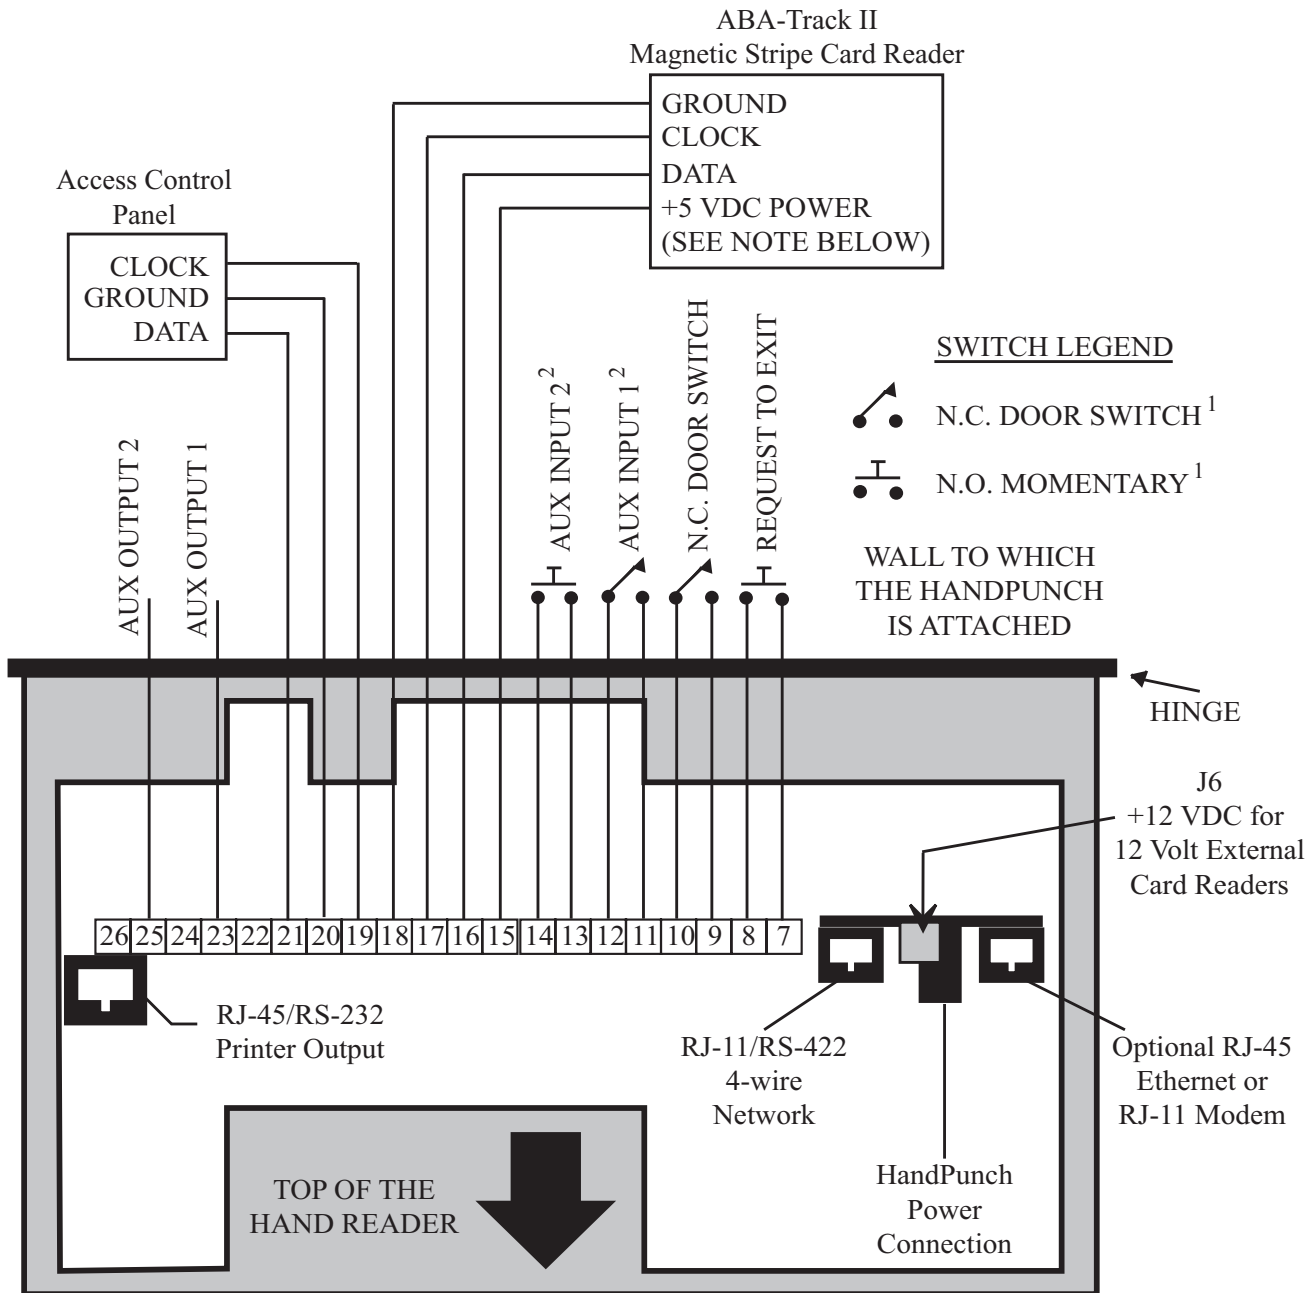 ABA-Track II
Magnetic Stripe Card Reader
GROUND
CLOCK
DATA
+5 VDC POWER
(SEE NOTE BELOW)
Access Control
Panel
CLOCK
GROUND
DATA
AUX OUTPUT 2
AUX OUTPUT 1
AUX INPUT 2 2
AUX INPUT 1 2
N.C. DOOR SWITCH
REQUEST TO EXIT
SWITCH LEGEND
N.C. DOOR SWITCH 1
N.O. MOMENTARY 1
WALL TO WHICH
THE HANDPUNCH
IS ATTACHED
HINGE
J6
+12 VDC for
12 Volt External
Card Readers
26 25 24 23 22 21 20 19 18 17 16 15 14 13 12 11 10 9 8 7
RJ-45/RS-232
Printer Output
RJ-11/RS-422
4-wire
Network
Optional RJ-45
Ethernet or
RJ-11 Modem
HandPunch
Power
Connection
TOP OF THE
HAND READER